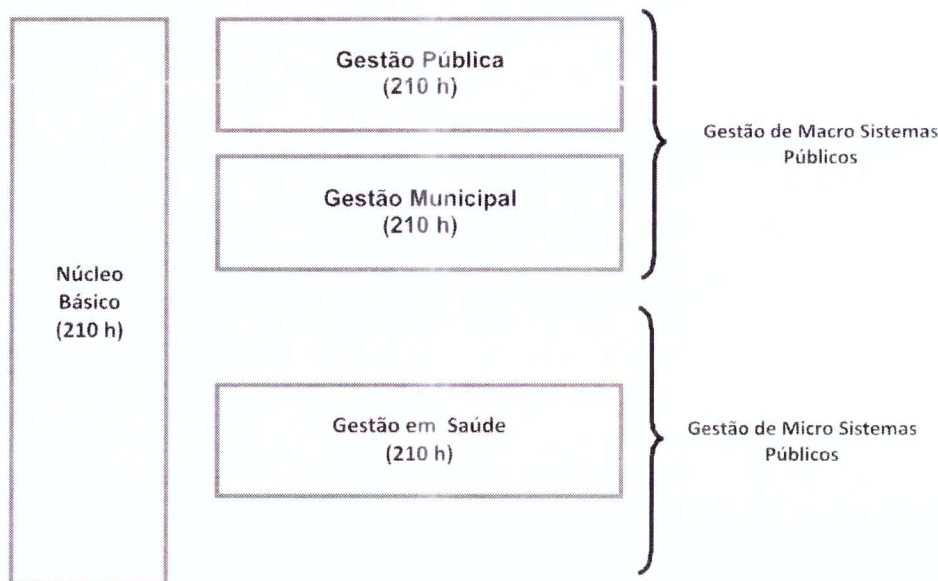 Núcleo
Básico
(210 h)
Gestão Pública
(210 h)
Gestão Municipal
(210 h)
Gestão de Macro Sistemas
Públicos
Gestão em Saúde
(210 h)
Gestão de Micro Sistemas
Públicos